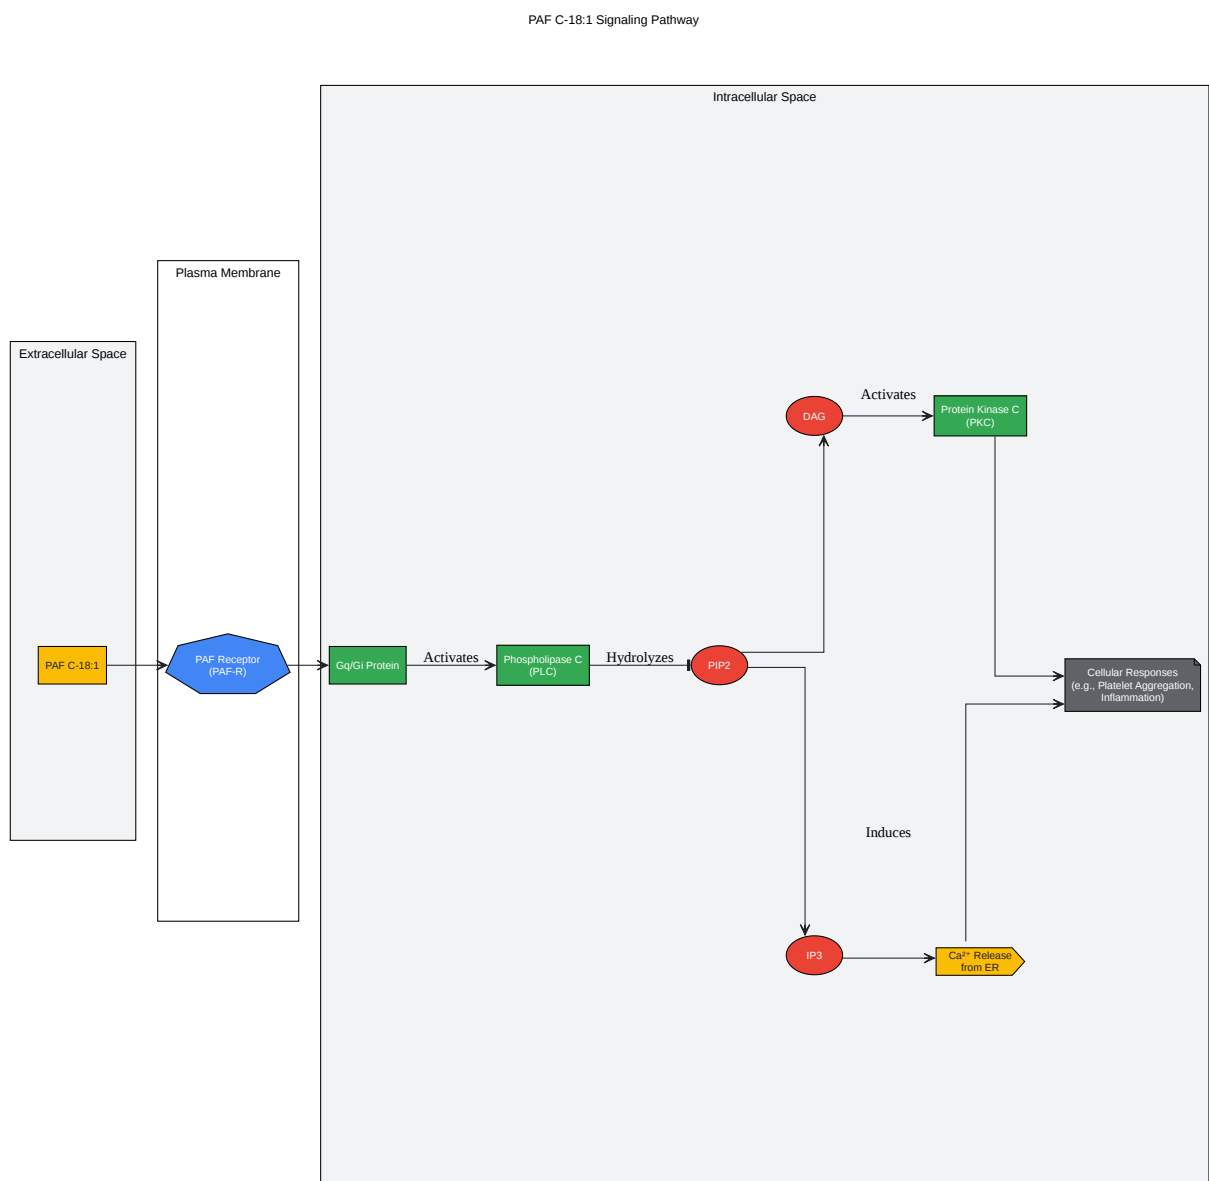 PAF C-18:1 Signaling Pathway
Intracellular Space
Plasma Membrane
Extracellular Space
PAF C-18:1
PAF Receptor
(PAF-R)
Gq/Gi Protein
Activates
Phospholipase C
(PLC)
Hydrolyzes
PIP2
DAG
Activates
Protein Kinase C
(PKC)
Cellular Responses
(e.g., Platelet Aggregation,
Inflammation)
Induces
IP3
Ca²⁺ Release
from ER